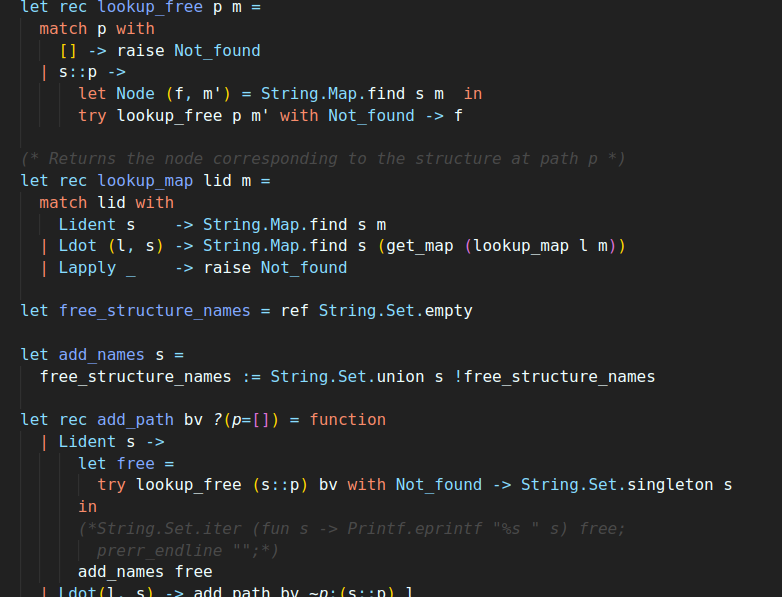 let rec lookup_free p m =
  match p with
    [] -> raise Not_found
  | s::p ->
      let Node (f, m') = String.Map.find s m  in
      try lookup_free p m' with Not_found -> f

(* Returns the node corresponding to the structure at path p *)
let rec lookup_map lid m =
  match lid with
    Lident s    -> String.Map.find s m
  | Ldot (l, s) -> String.Map.find s (get_map (lookup_map l m))
  | Lapply _    -> raise Not_found

let free_structure_names = ref String.Set.empty

let add_names s =
  free_structure_names := String.Set.union s !free_structure_names

let rec add_path bv ?(p=[]) = function
  | Lident s ->
      let free =
        try lookup_free (s::p) bv with Not_found -> String.Set.singleton s
      in
      (*String.Set.iter (fun s -> Printf.eprintf "%s " s) free;
        prerr_endline "";*)
      add_names free
  | Ldot(l, s) -> add_path bv ~p:(s::p) l